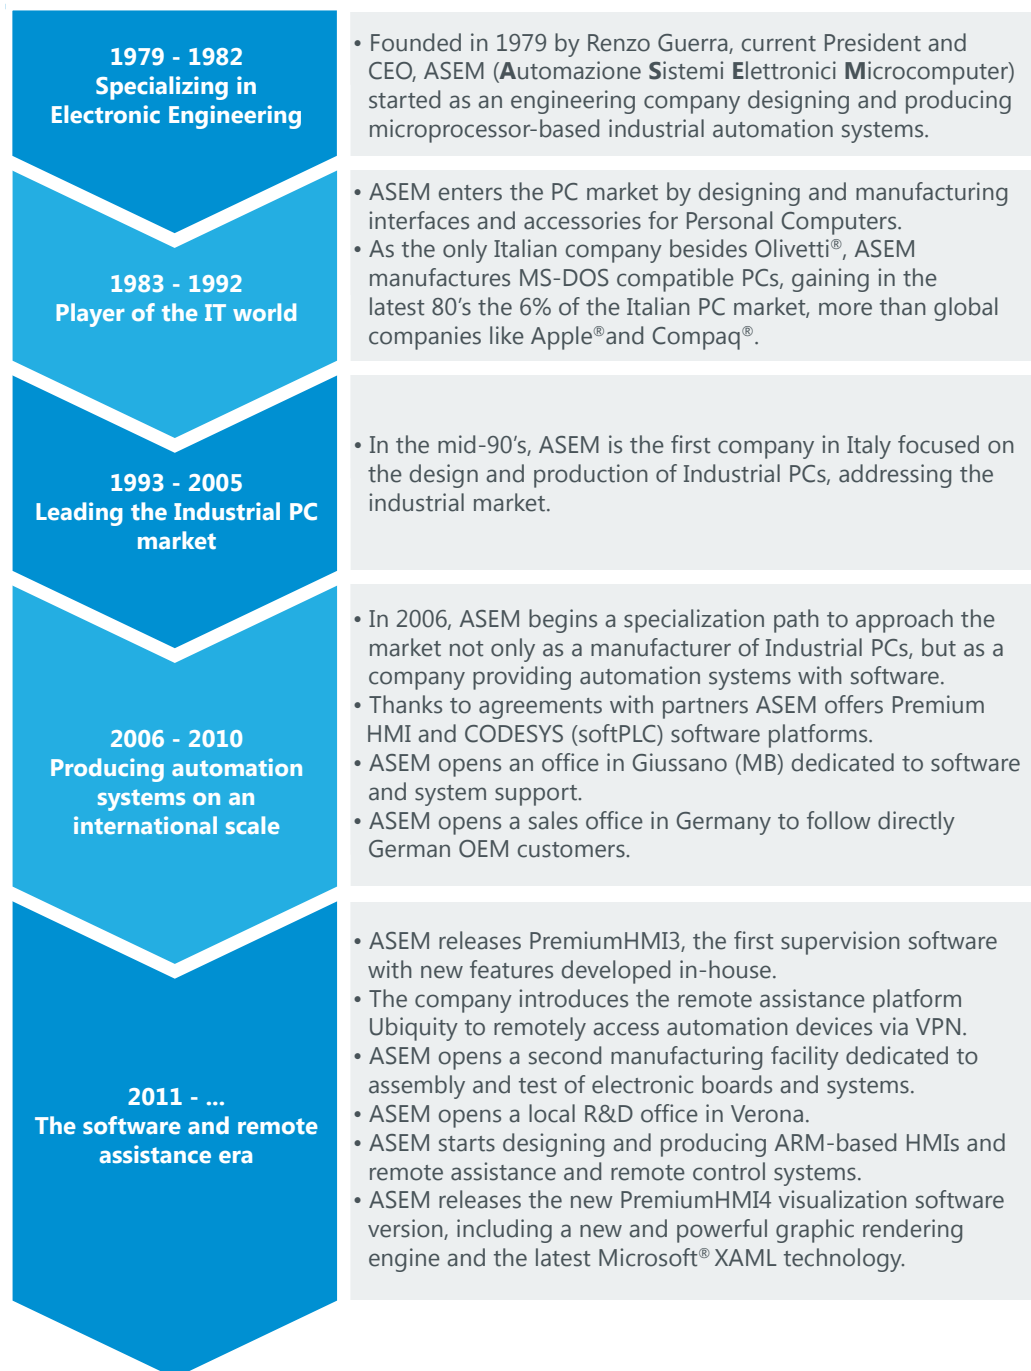 1979 - 1982
Specializing in
Electronic Engineering
• Founded in 1979 by Renzo Guerra, current President and
CEO, ASEM (Automazione Sistemi Elettronici Microcomputer)
started as an engineering company designing and producing
microprocessor-based industrial automation systems.
1983 - 1992
Player of the IT world
• ASEM enters the PC market by designing and manufacturing
interfaces and accessories for Personal Computers.
• As the only Italian company besides Olivetti®, ASEM
manufactures MS-DOS compatible PCs, gaining in the
latest 80's the 6% of the Italian PC market, more than global
companies like Apple®and Compaq®.
1993 - 2005
Leading the Industrial PC
market
• In the mid-90's, ASEM is the first company in Italy focused on
the design and production of Industrial PCs, addressing the
industrial market.
2006 - 2010
Producing automation
systems on an
international scale
• In 2006, ASEM begins a specialization path to approach the
market not only as a manufacturer of Industrial PCs, but as a
company providing automation systems with software.
• Thanks to agreements with partners ASEM offers Premium
HMI and CODESYS (softPLC) software platforms.
• ASEM opens an office in Giussano (MB) dedicated to software
and system support.
• ASEM opens a sales office in Germany to follow directly
German OEM customers.
2011 - ...
The software and remote
assistance era
• ASEM releases PremiumHMI3, the first supervision software
with new features developed in-house.
• The company introduces the remote assistance platform
Ubiquity to remotely access automation devices via VPN.
• ASEM opens a second manufacturing facility dedicated to
assembly and test of electronic boards and systems.
• ASEM opens a local R&D office in Verona.
• ASEM starts designing and producing ARM-based HMIs and
remote assistance and remote control systems.
• ASEM releases the new PremiumHMI4 visualization software
version, including a new and powerful graphic rendering
engine and the latest Microsoft® XAML technology.